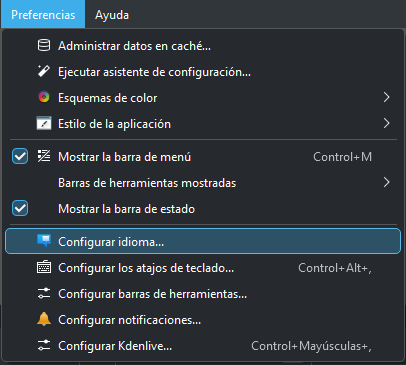 Preferencias Ayuda
Administrar datos en caché...
Ejecutar asistente de configuración...
Esquemas de color
Estilo de la aplicación
Mostrar la barra de menú Control+M
Barras de herramientas mostradas
Mostrar la barra de estado
Configurar idioma...
Configurar los atajos de teclado... Control+Alt+,
Configurar barras de herramientas...
Configurar notificaciones...
Configurar Kdenlive... Control+Mayúsculas+,